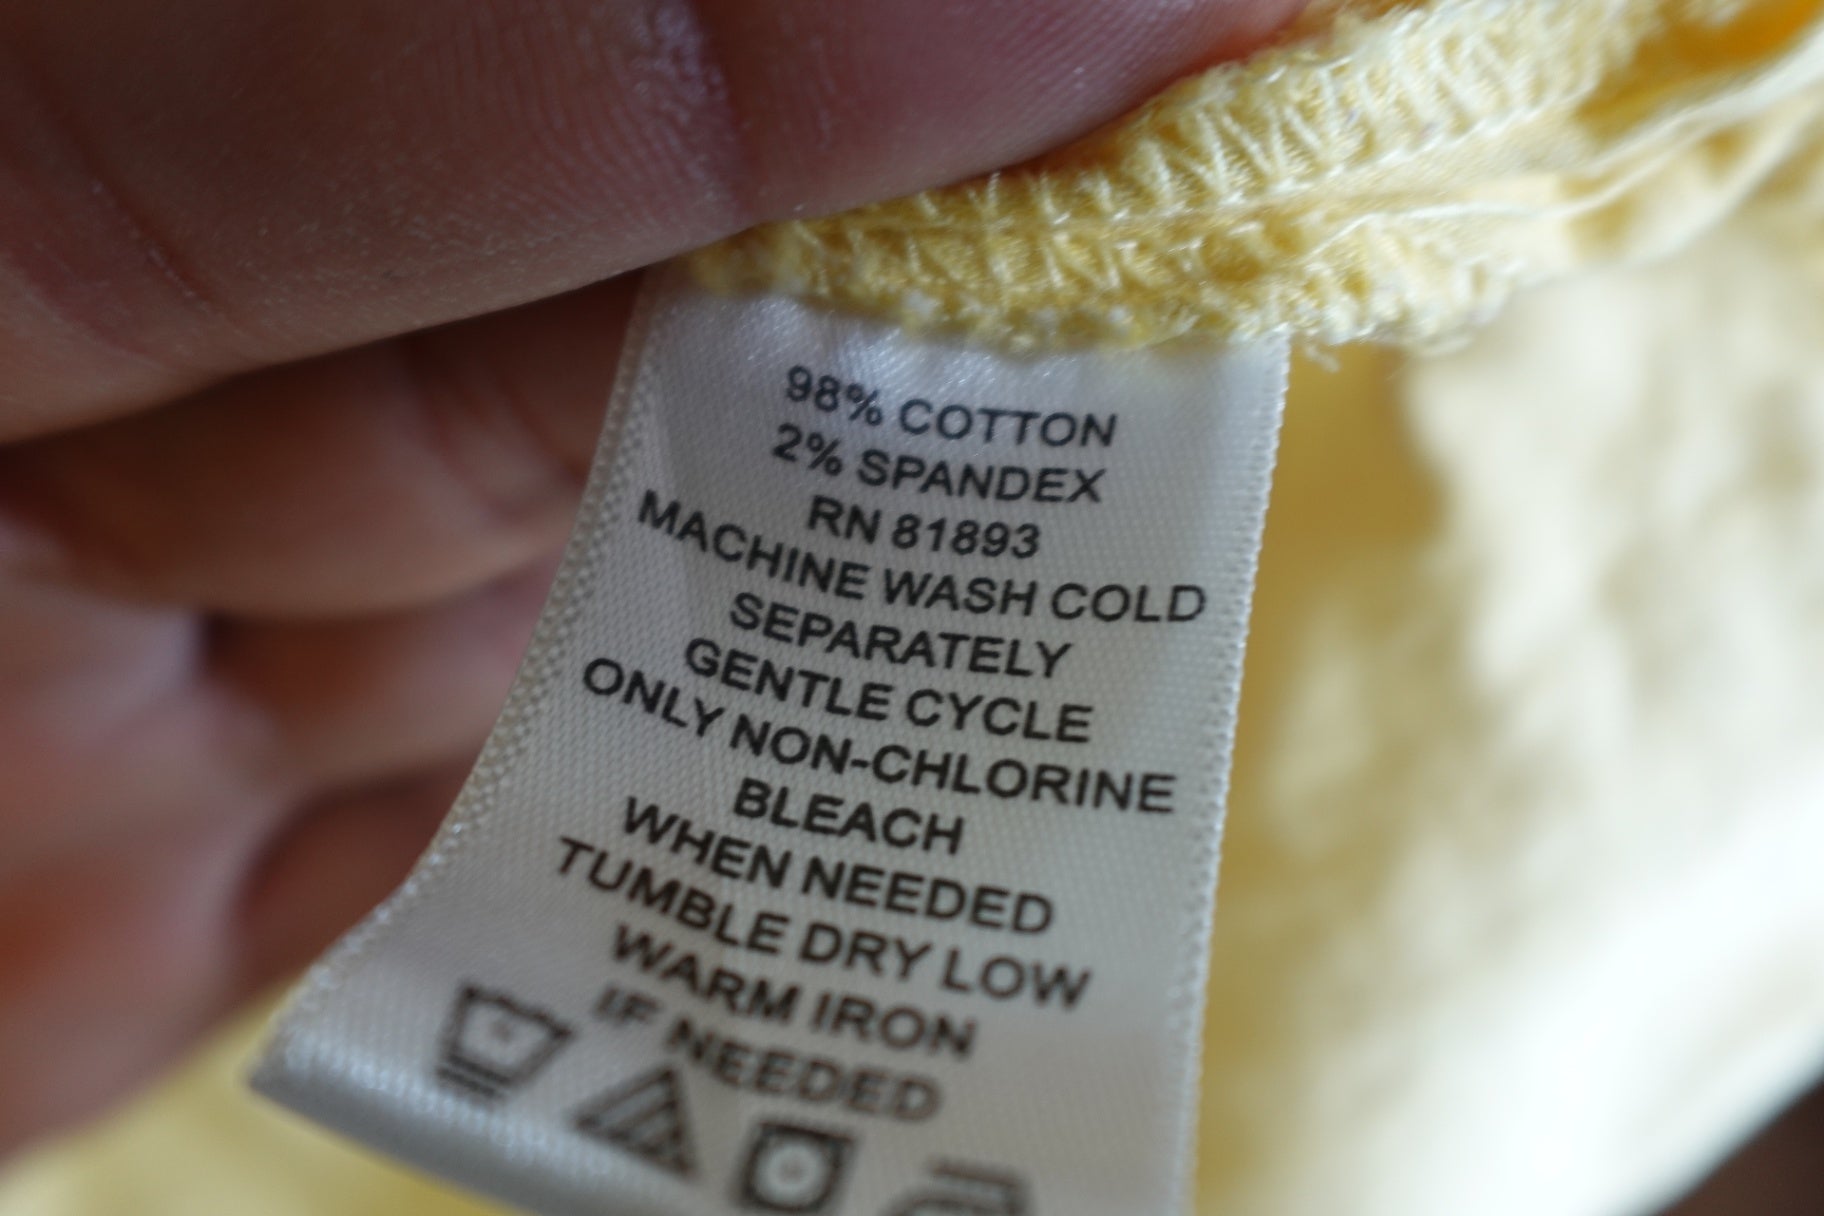 98% COTTON
2% SPANDEX
RN 81893
MACHINE WASH COLD
SEPARATELY
GENTLE CYCLE
ONLY NON-CHLORINE
BLEACH
WHEN NEEDED
TUMBLE DRY LOW
WARM IRON
IF NEEDED